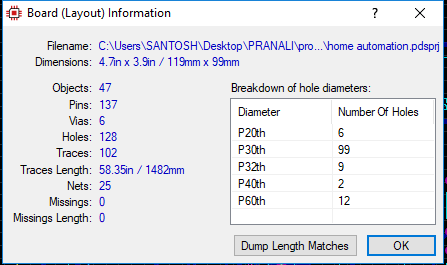 Board (Layout) Information
Filename: C:\Users\SANTOSH\Desktop\PRANALI\pro...\home automation.pdsprj
Dimensions: 4.7in x 3.9in / 119mm x 99mm
Objects: 47
Pins: 137
Vias: 6
Holes: 128
Traces: 102
Traces Length: 58.35in / 1482mm
Nets: 25
Missings: 0
Missings Length: 0
Breakdown of hole diameters:
Diameter Number Of Holes
P20th 6
P30th 99
P32th 9
P40th 2
P60th 12
Dump Length Matches OK